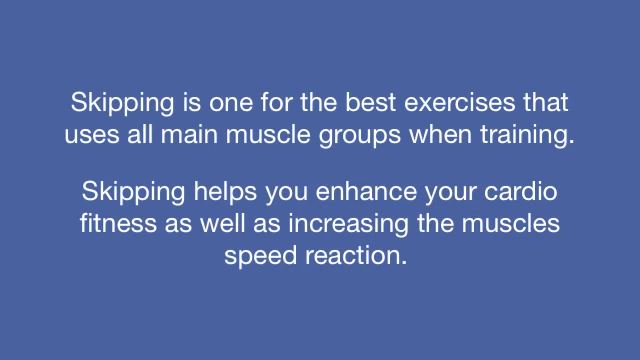 Skipping is one for the best exercises that
uses all main muscle groups when training.
Skipping helps you enhance your cardio
fitness as well as increasing the muscles
speed reaction.